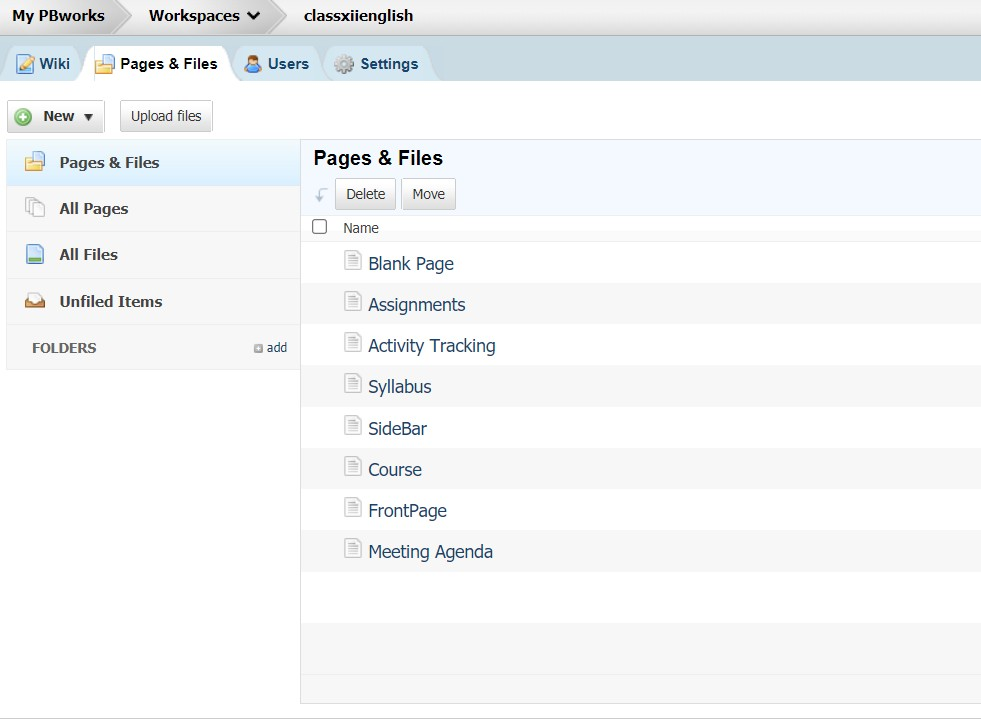 My PBworks Workspaces classxiienglish
Wiki Pages & Files Users Settings
New Upload files
Pages & Files
All Pages
All Files
Unfiled Items
FOLDERS add
Pages & Files
Delete Move
Name
Blank Page
Assignments
Activity Tracking
Syllabus
SideBar
Course
FrontPage
Meeting Agenda